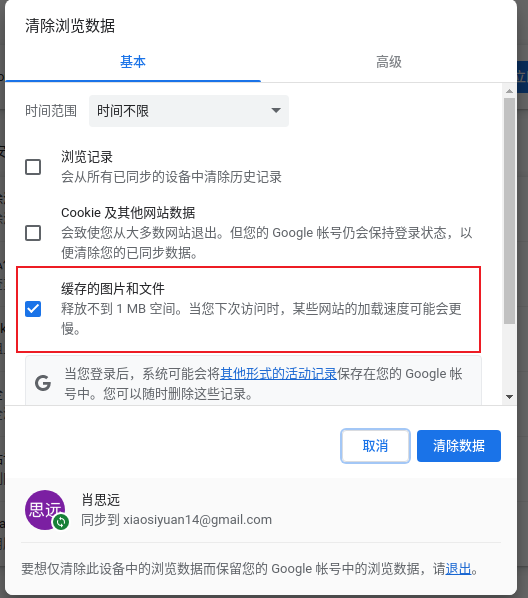 清除浏览数据
基本
高级
时间范围
时间不限
浏览记录
会从所有已同步的设备中清除历史记录
Cookie 及其他网站数据
会致使您从大多数网站退出。但您的 Google 帐号仍会保持登录状态，以
便清除您的已同步数据。
缓存的图片和文件
释放不到 1 MB 空间。当您下次访问时，某些网站的加载速度可能会更
慢。
当您登录后，系统可能会将其他形式的活动记录保存在您的 Google 帐
号中。您可以随时删除这些记录。
取消
清除数据
思远
肖思远
同步到 xiaosiyuan14@gmail.com
要想仅清除此设备中的浏览数据而保留您的 Google 帐号中的浏览数据，请退出。